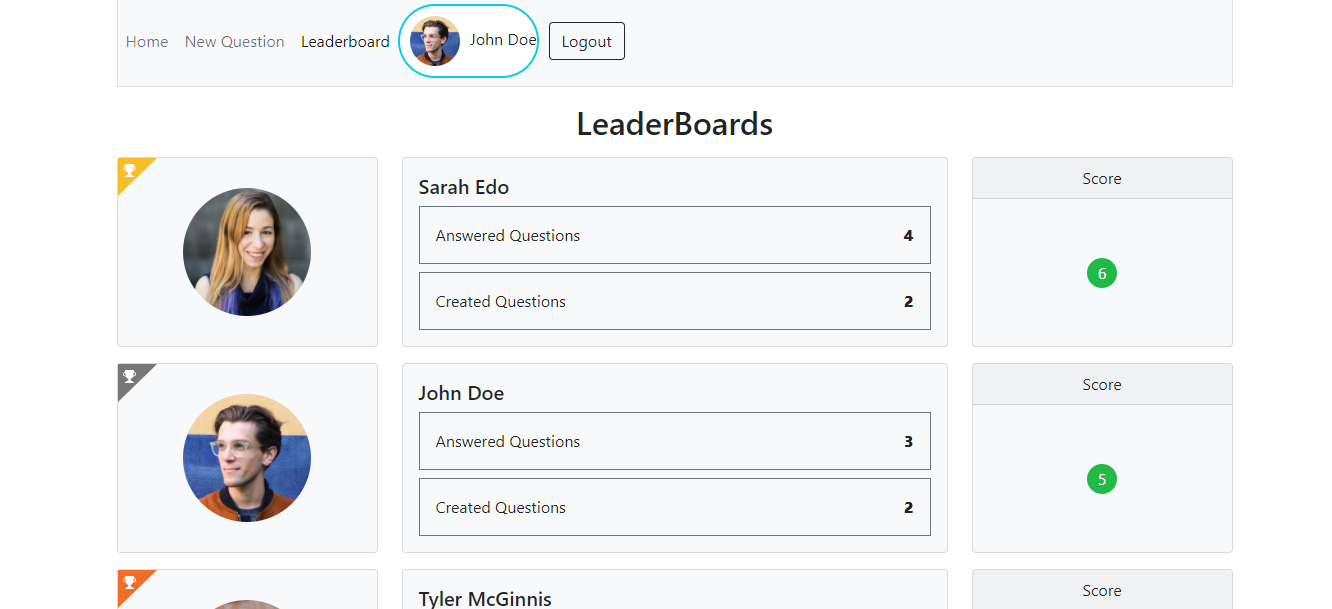 Home New Question Leaderboard John Doe Logout
LeaderBoards
Sarah Edo
Answered Questions 4
Created Questions 2
Score
6
John Doe
Answered Questions 3
Created Questions 2
Score
5
Tyler McGinnis
Score